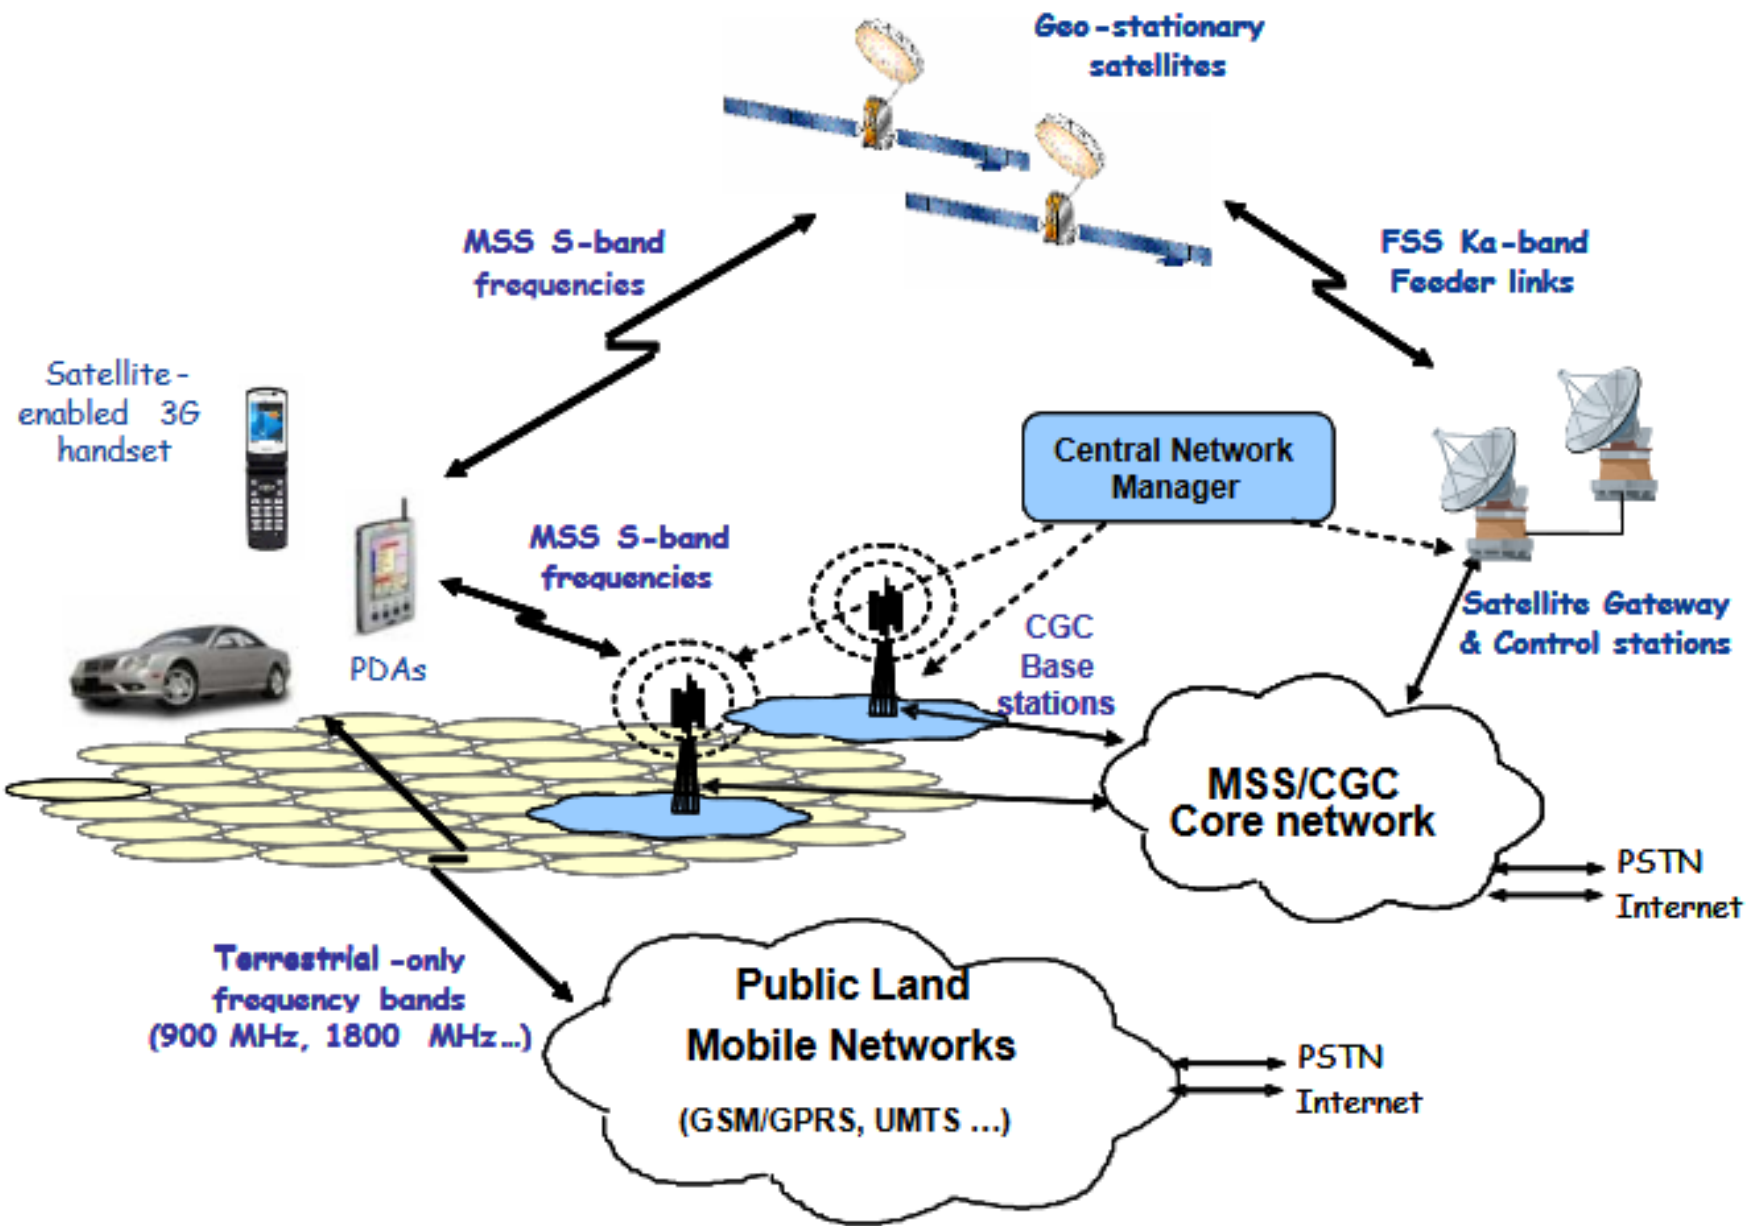 Geo-stationary
satellites
MSS S-band
frequencies
FSS Ka-band
Feeder links
Satellite-
enabled 3G
handset
Central Network
Manager
MSS S-band
frequencies
Satellite Gateway
& Control stations
CGC
Base
stations
PDAs
MSS/CGC
Core network
PSTN
Internet
Terrestrial-only
frequency bands
(900 MHz, 1800 MHz...)
Public Land
Mobile Networks
(GSM/GPRS, UMTS ...)
PSTN
Internet